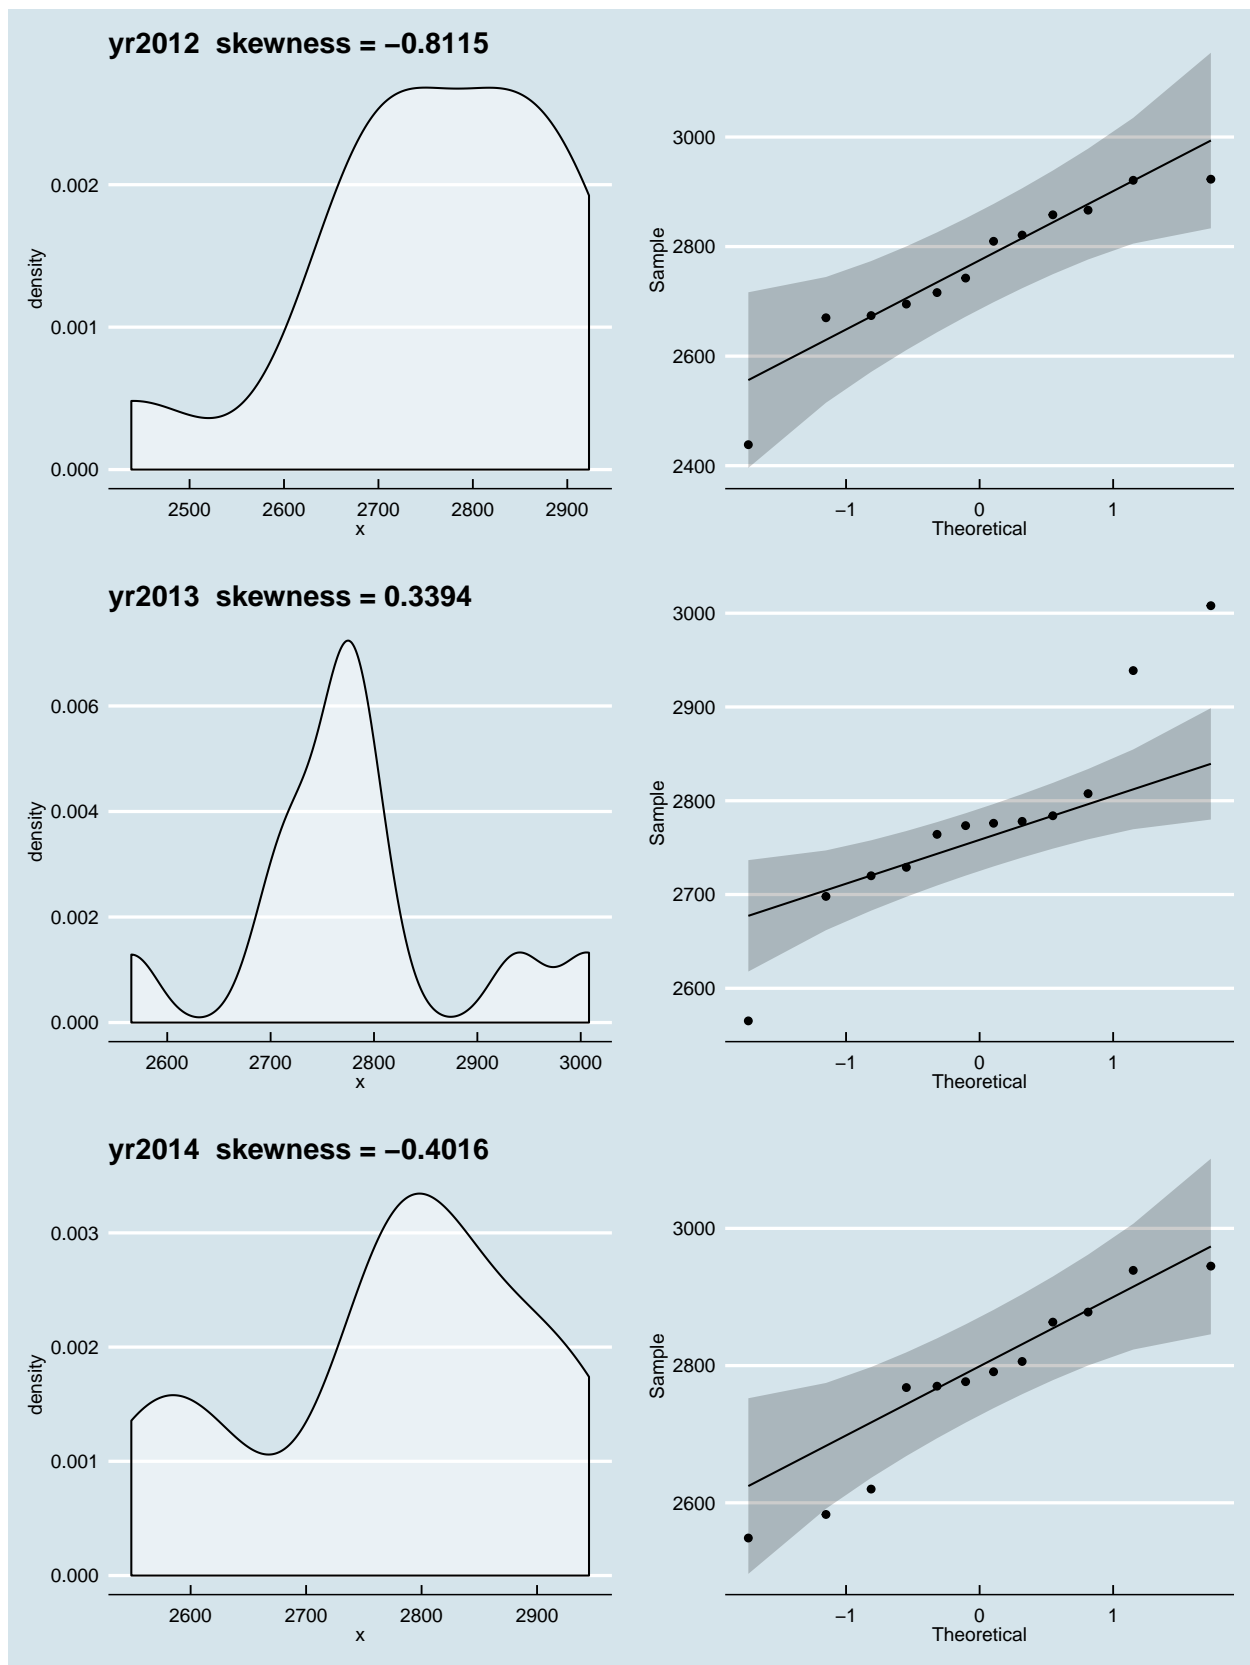 yr2012  skewness = −0.8115
density
0.002
0.001
0.000
2500 2600 2700 2800 2900
x
Sample
3000
2800
2600
2400
−1 0 1
Theoretical
yr2013  skewness = 0.3394
density
0.006
0.004
0.002
0.000
2600 2700 2800 2900 3000
x
Sample
3000
2900
2800
2700
2600
−1 0 1
Theoretical
yr2014  skewness = −0.4016
density
0.003
0.002
0.001
0.000
2600 2700 2800 2900
x
Sample
3000
2800
2600
−1 0 1
Theoretical